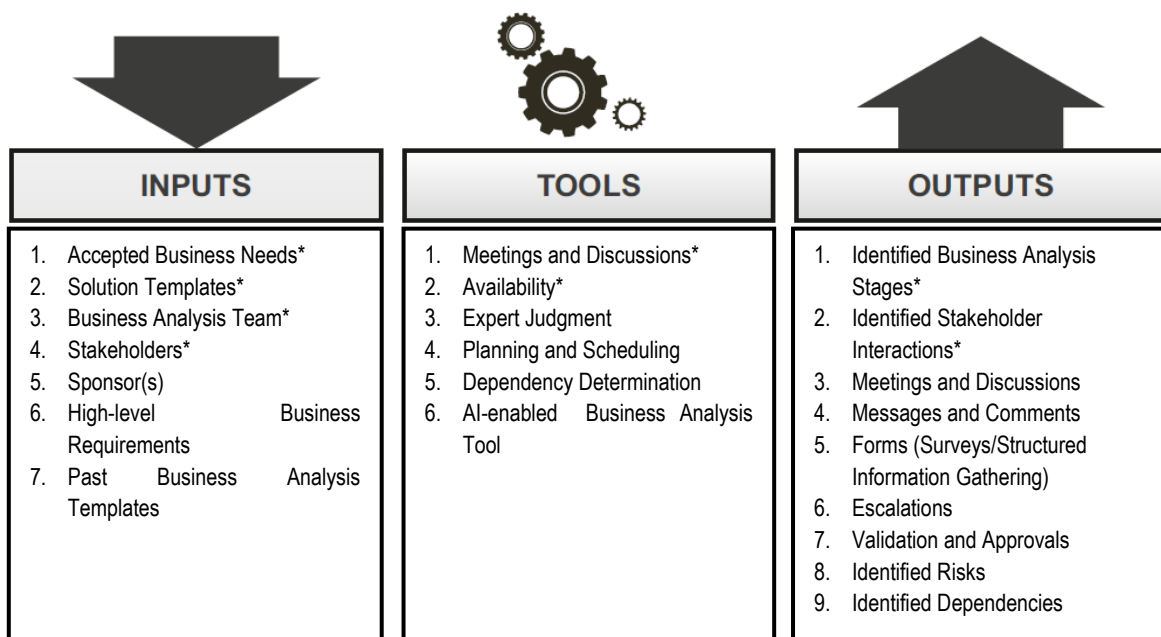 INPUTS
1. Accepted Business Needs*
2. Solution Templates*
3. Business Analysis Team*
4. Stakeholders*
5. Sponsor(s)
6. High-level Business
Requirements
7. Past Business Analysis
Templates
TOOLS
1. Meetings and Discussions*
2. Availability*
3. Expert Judgment
4. Planning and Scheduling
5. Dependency Determination
6. AI-enabled Business Analysis
Tool
OUTPUTS
1. Identified Business Analysis
Stages*
2. Identified Stakeholder
Interactions*
3. Meetings and Discussions
4. Messages and Comments
5. Forms (Surveys/Structured
Information Gathering)
6. Escalations
7. Validation and Approvals
8. Identified Risks
9. Identified Dependencies